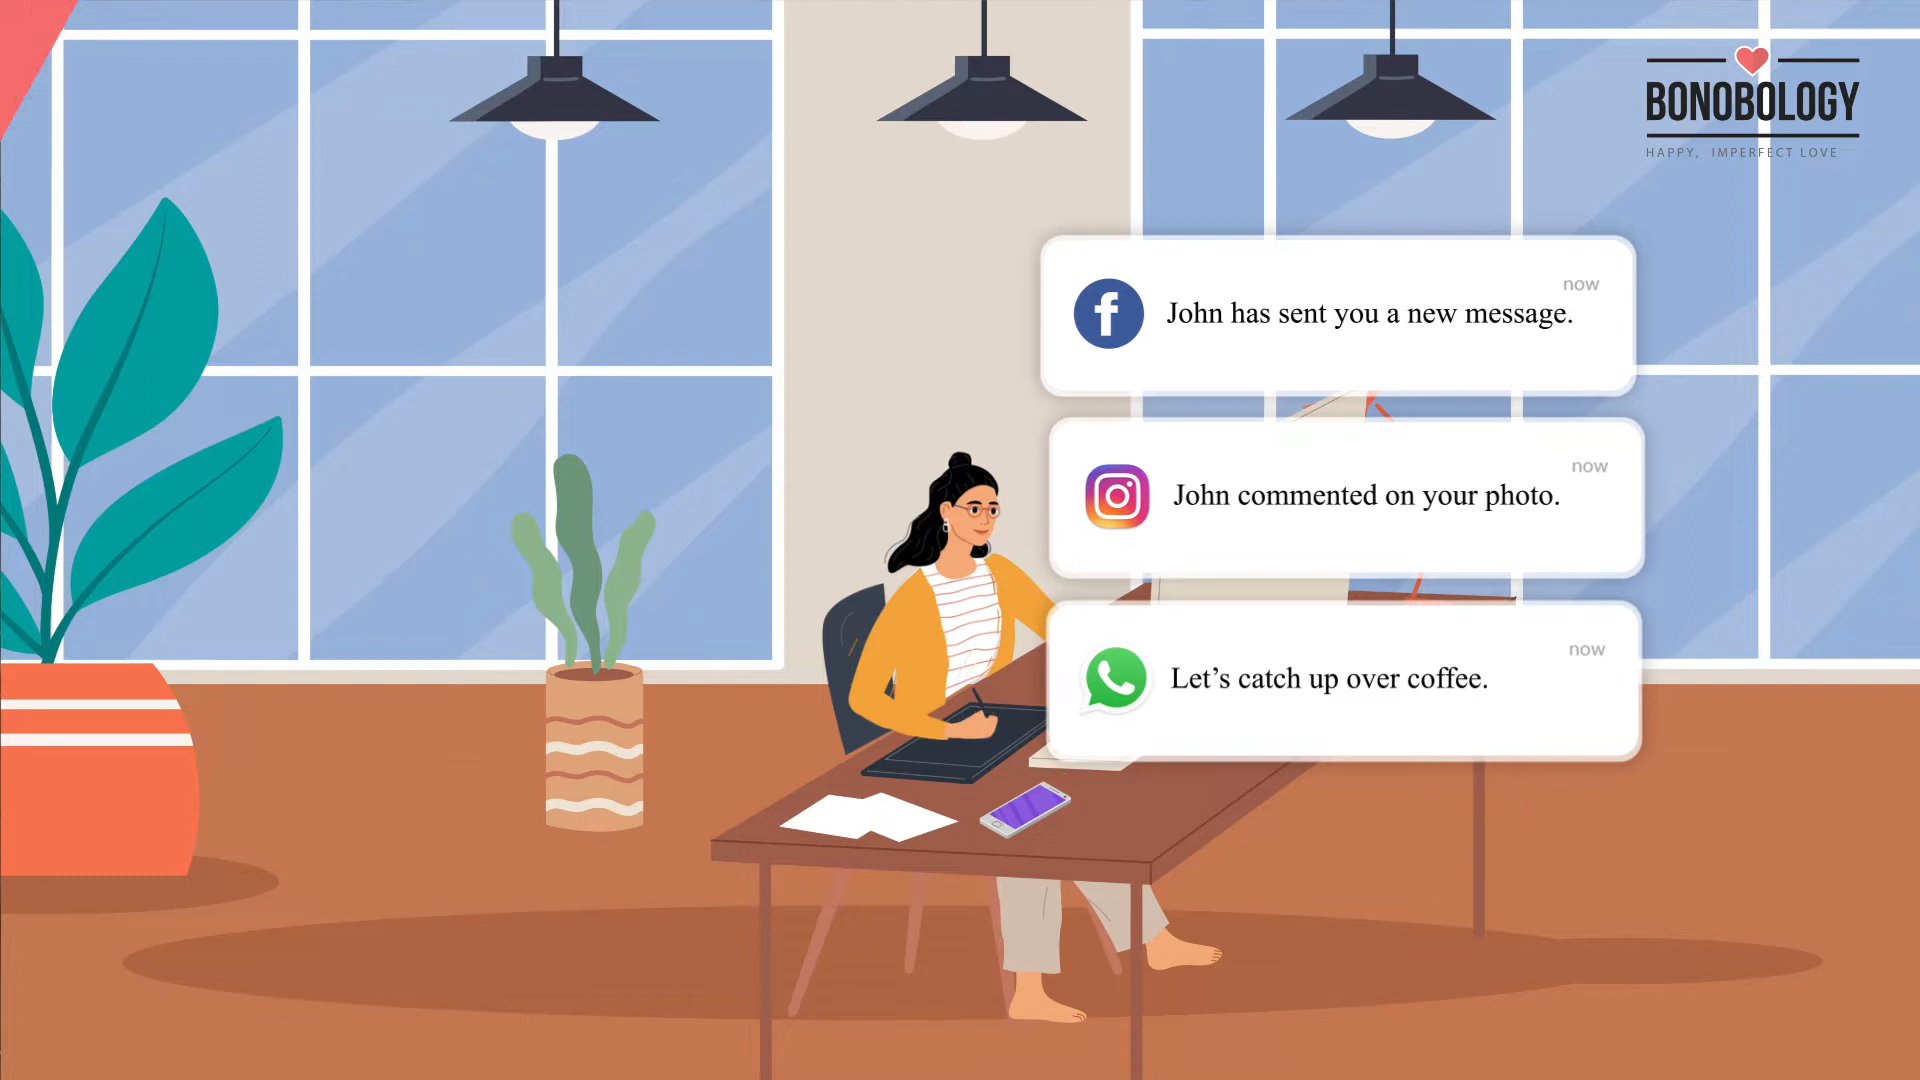 BONOBOLOGY
HAPPY, IMPERFECT LOVE
now
John has sent you a new message.
now
John commented on your photo.
now
Let’s catch up over coffee.